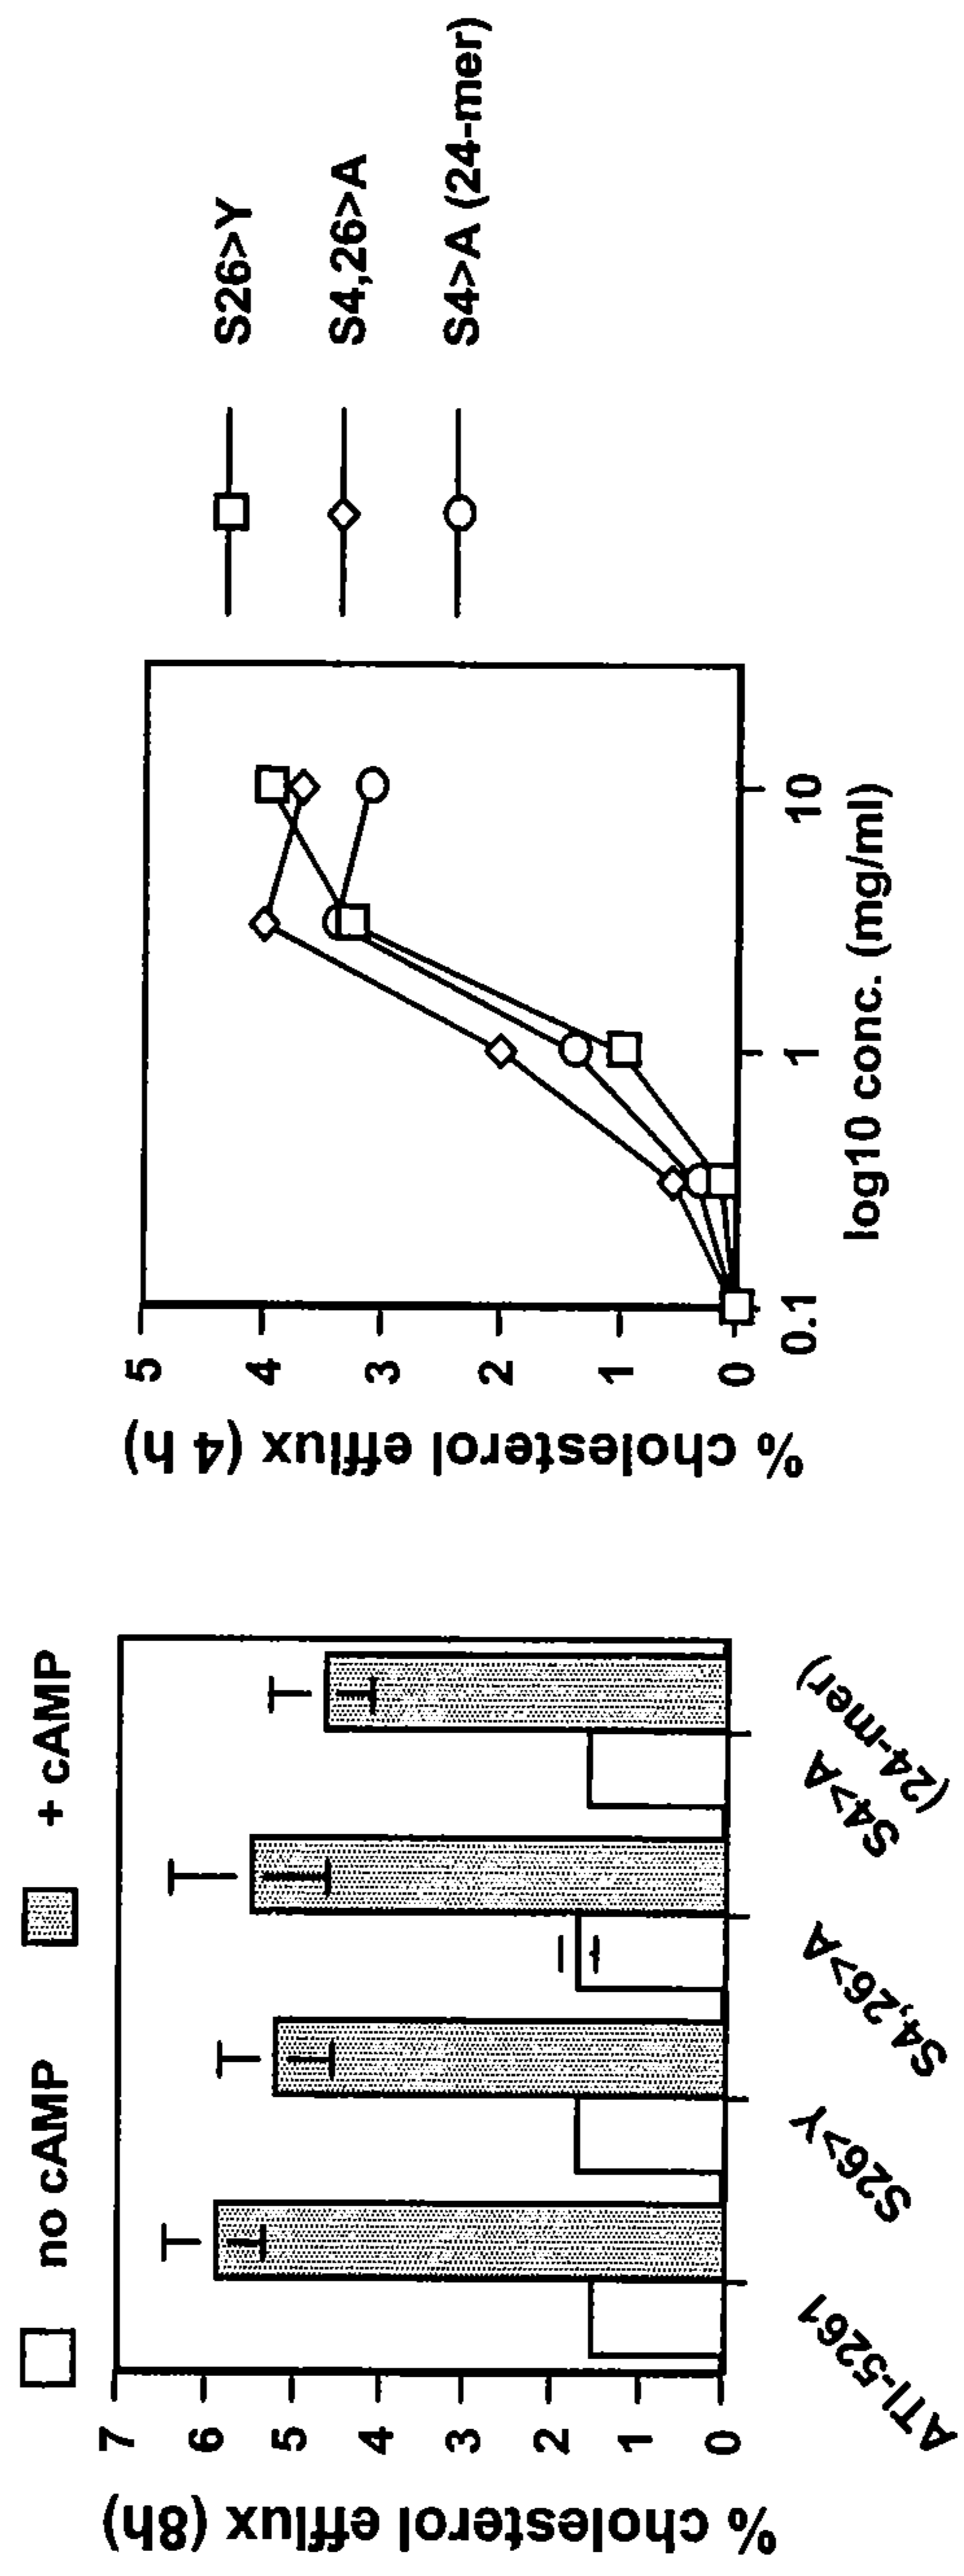 no cAMP + cAMP
% cholesterol efflux (8h)
7
6
5
4
3
2
1
0
ATI-5261
S26>Y
S4,26>A
S4>A
(24-mer)
% cholesterol efflux (4 h)
5
4
3
2
1
0
0.1 1 10
log10 conc. (mg/ml)
S26>Y
S4,26>A
S4>A (24-mer)